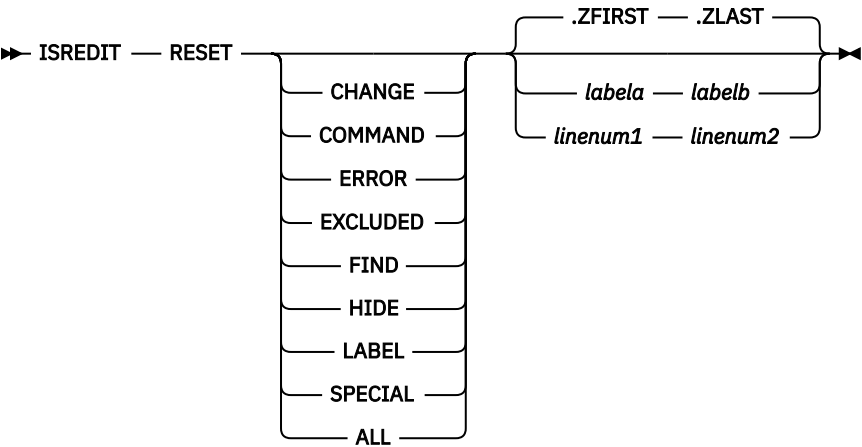 .ZFIRST .ZLAST
ISREDIT RESET
CHANGE labela labelb
COMMAND linenum1 linenum2
ERROR
EXCLUDED
FIND
HIDE
LABEL
SPECIAL
ALL